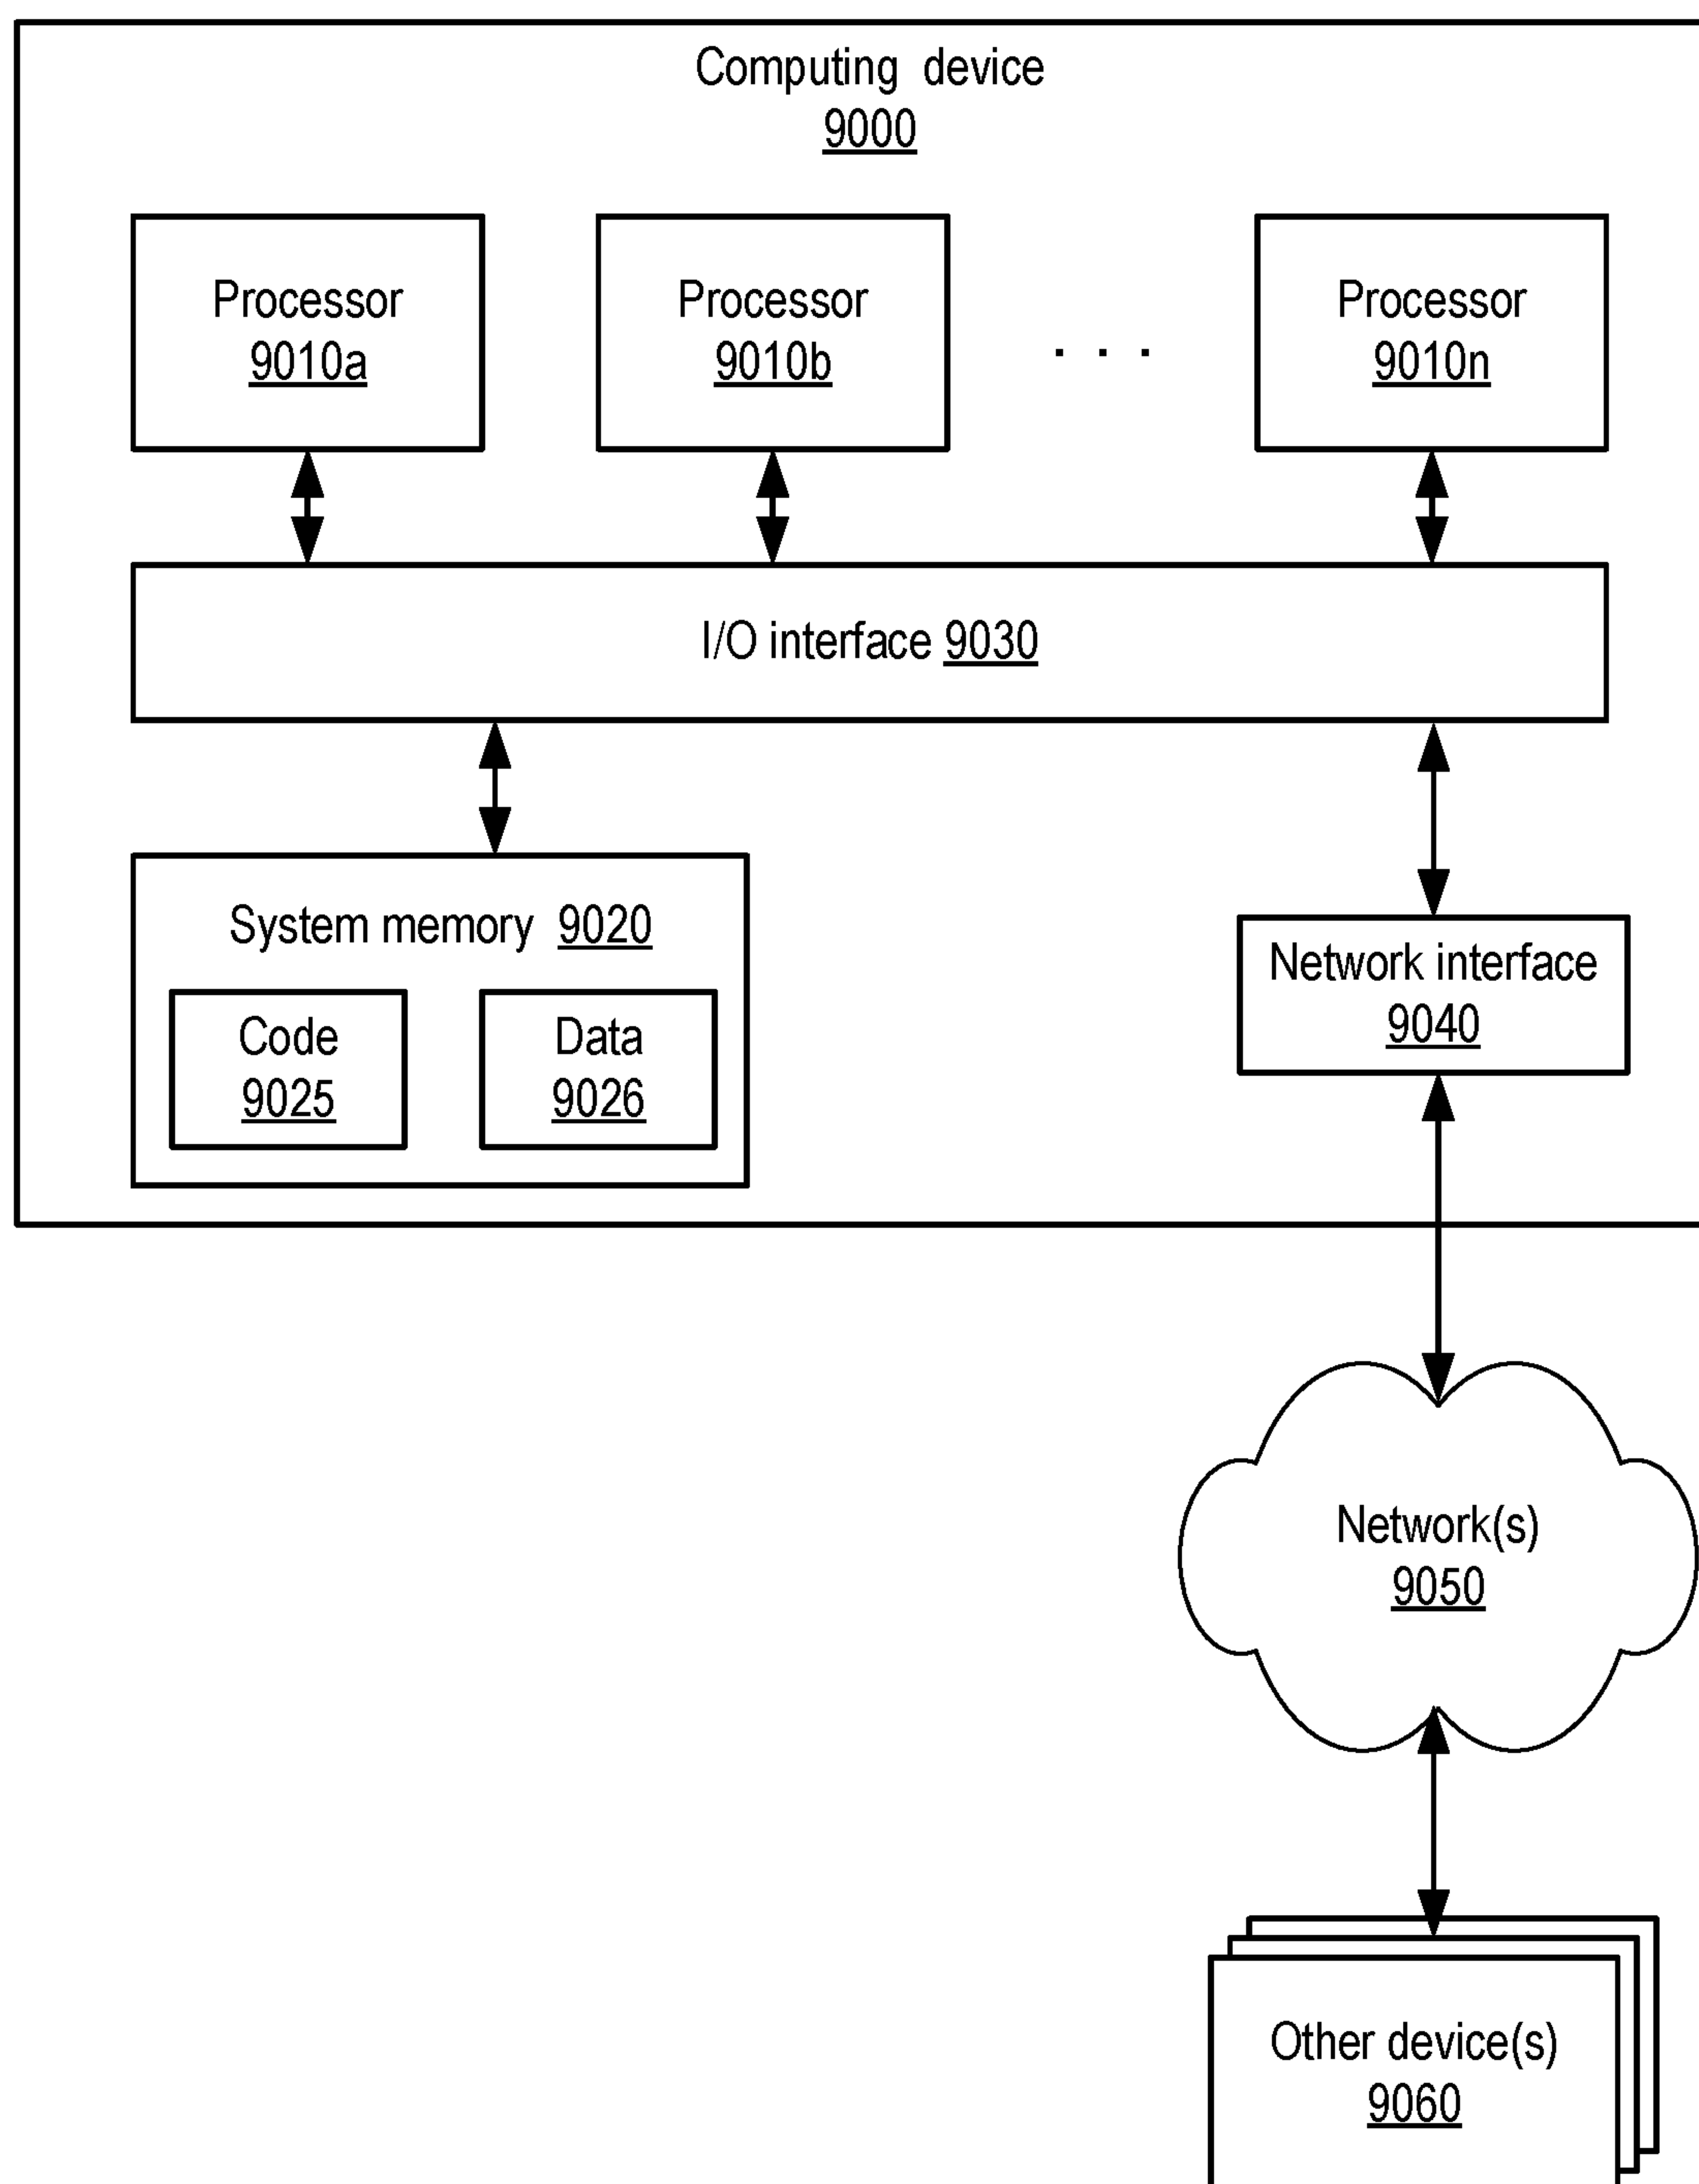 Computing device
9000
Processor
9010a
Processor
9010b
. . .
Processor
9010n
I/O interface 9030
System memory 9020
Code
9025
Data
9026
Network interface
9040
Network(s)
9050
Other device(s)
9060